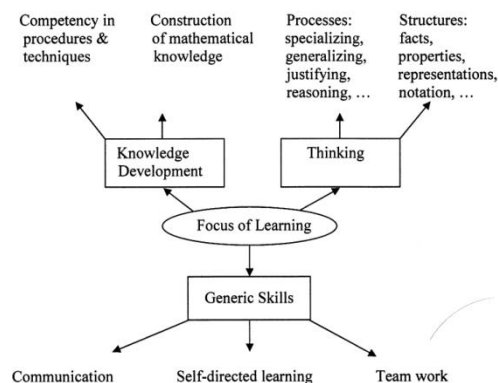 Competency in
procedures &
techniques
Construction
of mathematical
knowledge
Processes:
specializing,
generalizing,
justifying,
reasoning, …
Structures:
facts,
properties,
representations,
notation, …
Knowledge
Development
Thinking
Focus of Learning
Generic Skills
Communication
Self-directed learning
Team work